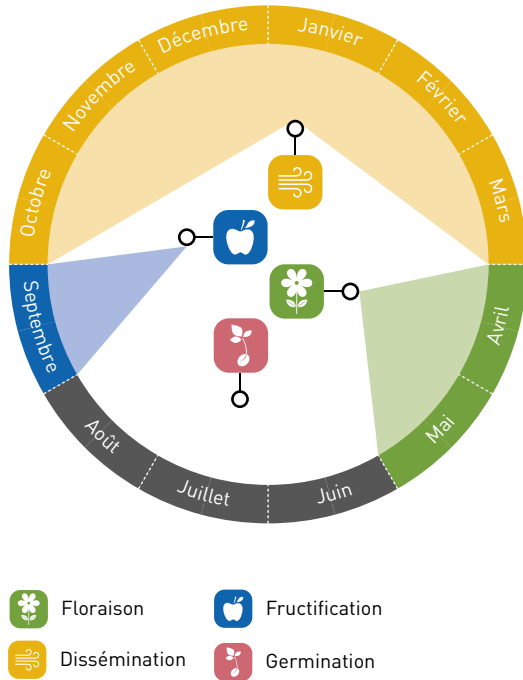 Janvier
Février
Mars
Avril
Mai
Juin
Juillet
Août
Septembre
Octobre
Novembre
Décembre
Floraison
Fructification
Dissémination
Germination